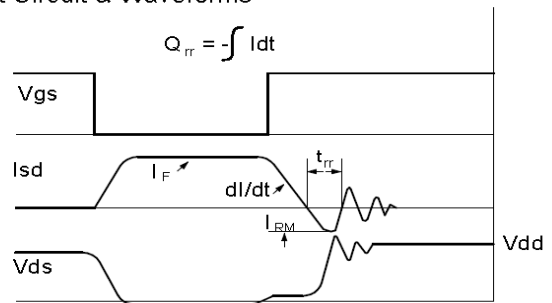 t Circuit & Waveforms
Q rr = -∫ Idt
Vgs
Isd
I F
dI/dt
t rr
I RM
Vds
Vdd